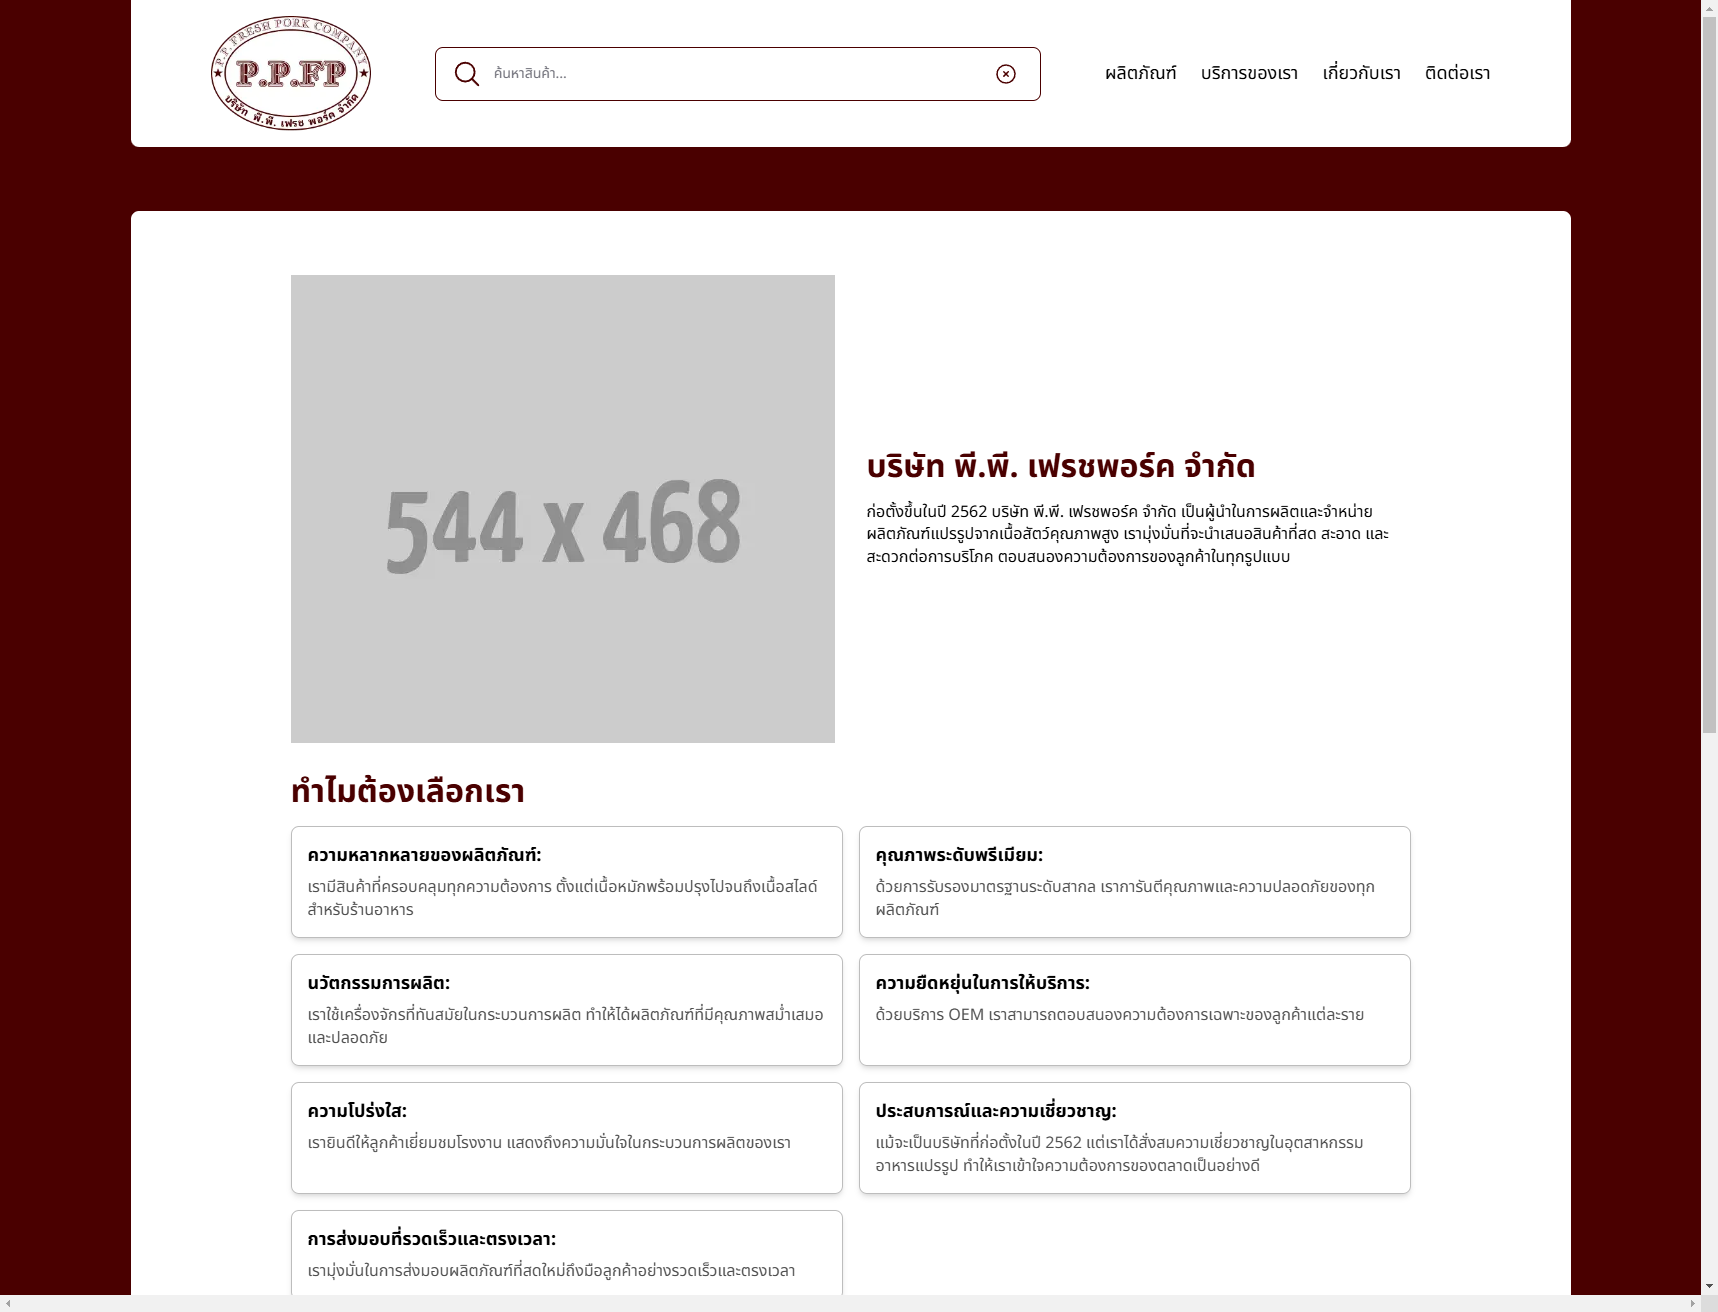 P.P. FRESH PORK COMPANY
P.P.FP
บริษัท พี.พี. เฟรช พอร์ค จำกัด
ค้นหาสินค้า...
ผลิตภัณฑ์ บริการของเรา เกี่ยวกับเรา ติดต่อเรา
544 x 468
บริษัท พี.พี. เฟรชพอร์ค จำกัด
ก่อตั้งขึ้นในปี 2562 บริษัท พี.พี. เฟรชพอร์ค จำกัด เป็นผู้นำในการผลิตและจำหน่าย
ผลิตภัณฑ์แปรรูปจากเนื้อสัตว์คุณภาพสูง เรามุ่งมั่นที่จะนำเสนอสินค้าที่สด สะอาด และ
สะดวกต่อการบริโภค ตอบสนองความต้องการของลูกค้าในทุกรูปแบบ
ทำไมต้องเลือกเรา
ความหลากหลายของผลิตภัณฑ์:
เรามีสินค้าที่ครอบคลุมทุกความต้องการ ตั้งแต่เนื้อหมักพร้อมปรุงไปจนถึงเนื้อสไลด์
สำหรับร้านอาหาร
คุณภาพระดับพรีเมียม:
ด้วยการรับรองมาตรฐานระดับสากล เราการันตีคุณภาพและความปลอดภัยของทุก
ผลิตภัณฑ์
นวัตกรรมการผลิต:
เราใช้เครื่องจักรที่ทันสมัยในกระบวนการผลิต ทำให้ได้ผลิตภัณฑ์ที่มีคุณภาพสม่ำเสมอ
และปลอดภัย
ความยืดหยุ่นในการให้บริการ:
ด้วยบริการ OEM เราสามารถตอบสนองความต้องการเฉพาะของลูกค้าแต่ละราย
ความโปร่งใส:
เรายินดีให้ลูกค้าเยี่ยมชมโรงงาน แสดงถึงความมั่นใจในกระบวนการผลิตของเรา
ประสบการณ์และความเชี่ยวชาญ:
แม้จะเป็นบริษัทที่ก่อตั้งในปี 2562 แต่เราได้สั่งสมความเชี่ยวชาญในอุตสาหกรรม
อาหารแปรรูป ทำให้เราเข้าใจความต้องการของตลาดเป็นอย่างดี
การส่งมอบที่รวดเร็วและตรงเวลา:
เรามุ่งมั่นในการส่งมอบผลิตภัณฑ์ที่สดใหม่ถึงมือลูกค้าอย่างรวดเร็วและตรงเวลา